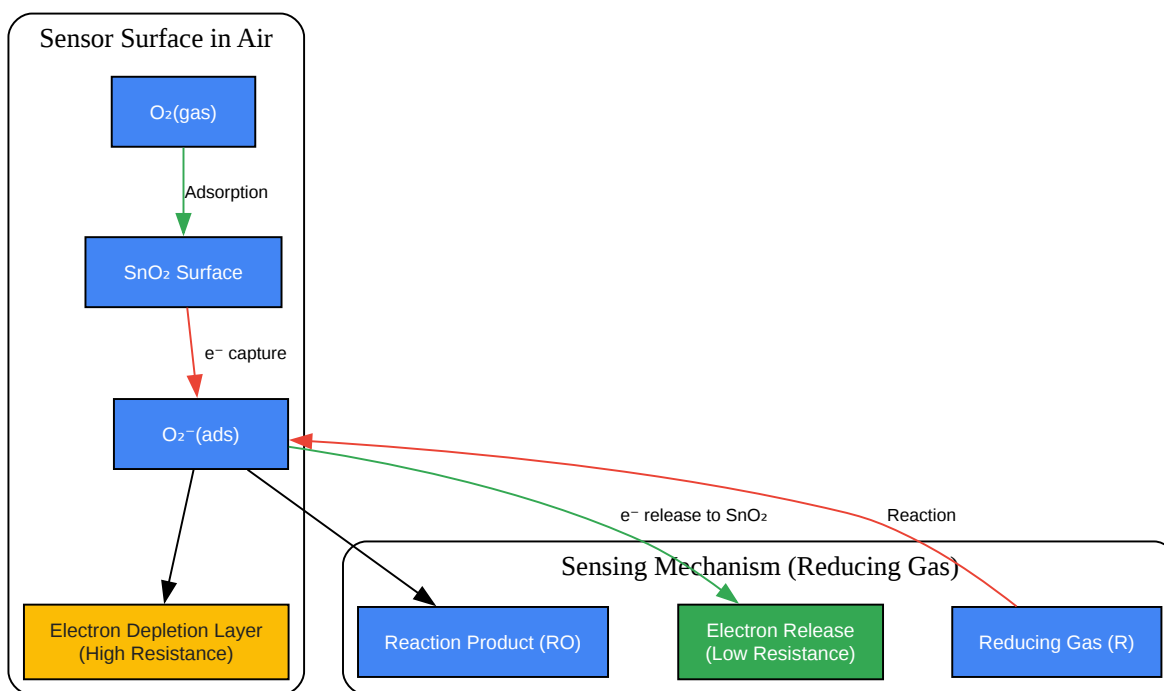 Sensor Surface in Air
O₂(gas)
Adsorption
SnO₂ Surface
e⁻ capture
O₂⁻(ads)
e⁻ release to SnO₂
Reaction
Sensing Mechanism (Reducing Gas)
Electron Depletion Layer
(High Resistance)
Reaction Product (RO)
Electron Release
(Low Resistance)
Reducing Gas (R)